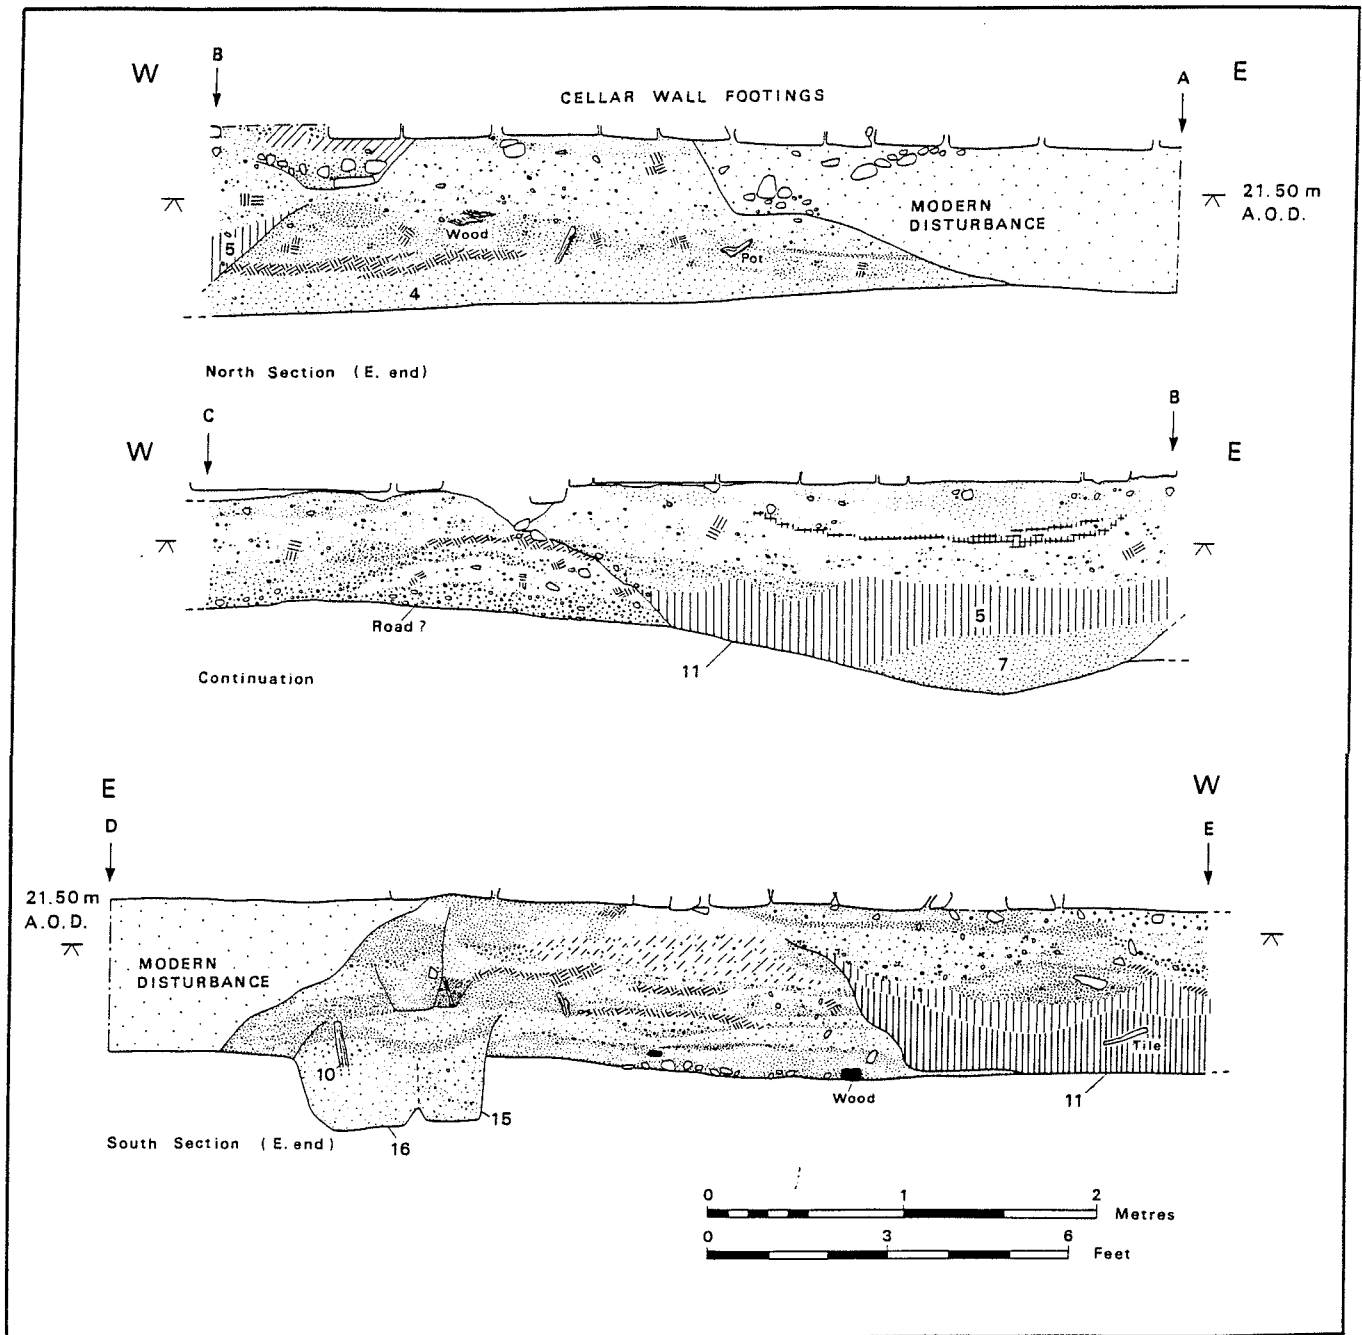 B
W
A
E
CELLAR WALL FOOTINGS
21.50 m
A.O.D.
MODERN
DISTURBANCE
Wood
5
Pot
4
North Section (E. end)
C
B
W
E
5
Road ?
7
11
Continuation
E
W
D
E
21.50 m
A.O.D.
MODERN
DISTURBANCE
Tile
10
Wood
11
15
South Section (E. end)
16
0 1 2
Metres
0 3 6
Feet